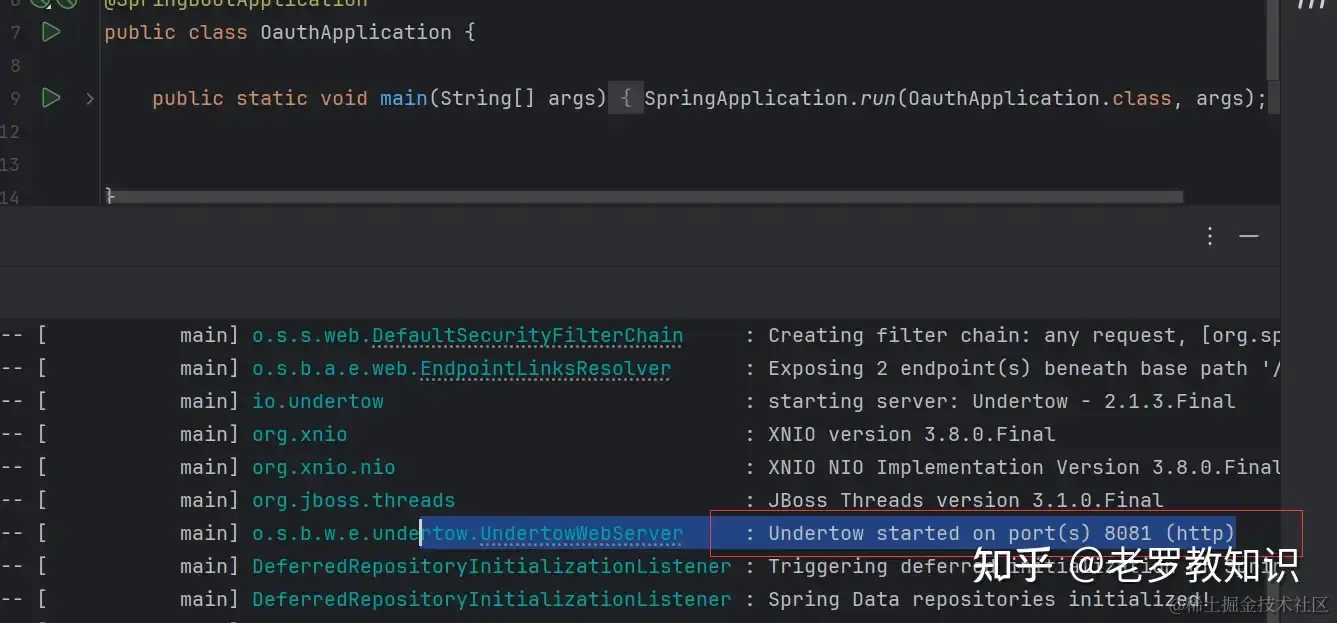 6 @SpringBootApplication
7 public class OauthApplication {
8
9 public static void main(String[] args) { SpringApplication.run(OauthApplication.class, args);
12
13
14 }
-- [ main] o.s.s.web.DefaultSecurityFilterChain : Creating filter chain: any request, [org.sp
-- [ main] o.s.b.a.e.web.EndpointLinksResolver : Exposing 2 endpoint(s) beneath base path '/
-- [ main] io.undertow : starting server: Undertow - 2.1.3.Final
-- [ main] org.xnio : XNIO version 3.8.0.Final
-- [ main] org.xnio.nio : XNIO NIO Implementation Version 3.8.0.Final
-- [ main] org.jboss.threads : JBoss Threads version 3.1.0.Final
-- [ main] o.s.b.w.e.undertow.UndertowWebServer : Undertow started on port(s) 8081 (http)
-- [ main] DeferredRepositoryInitializationListener : Triggering deferred initialization
-- [ main] DeferredRepositoryInitializationListener : Spring Data repositories initialized!
知乎 @老罗教知识
@稀土掘金技术社区